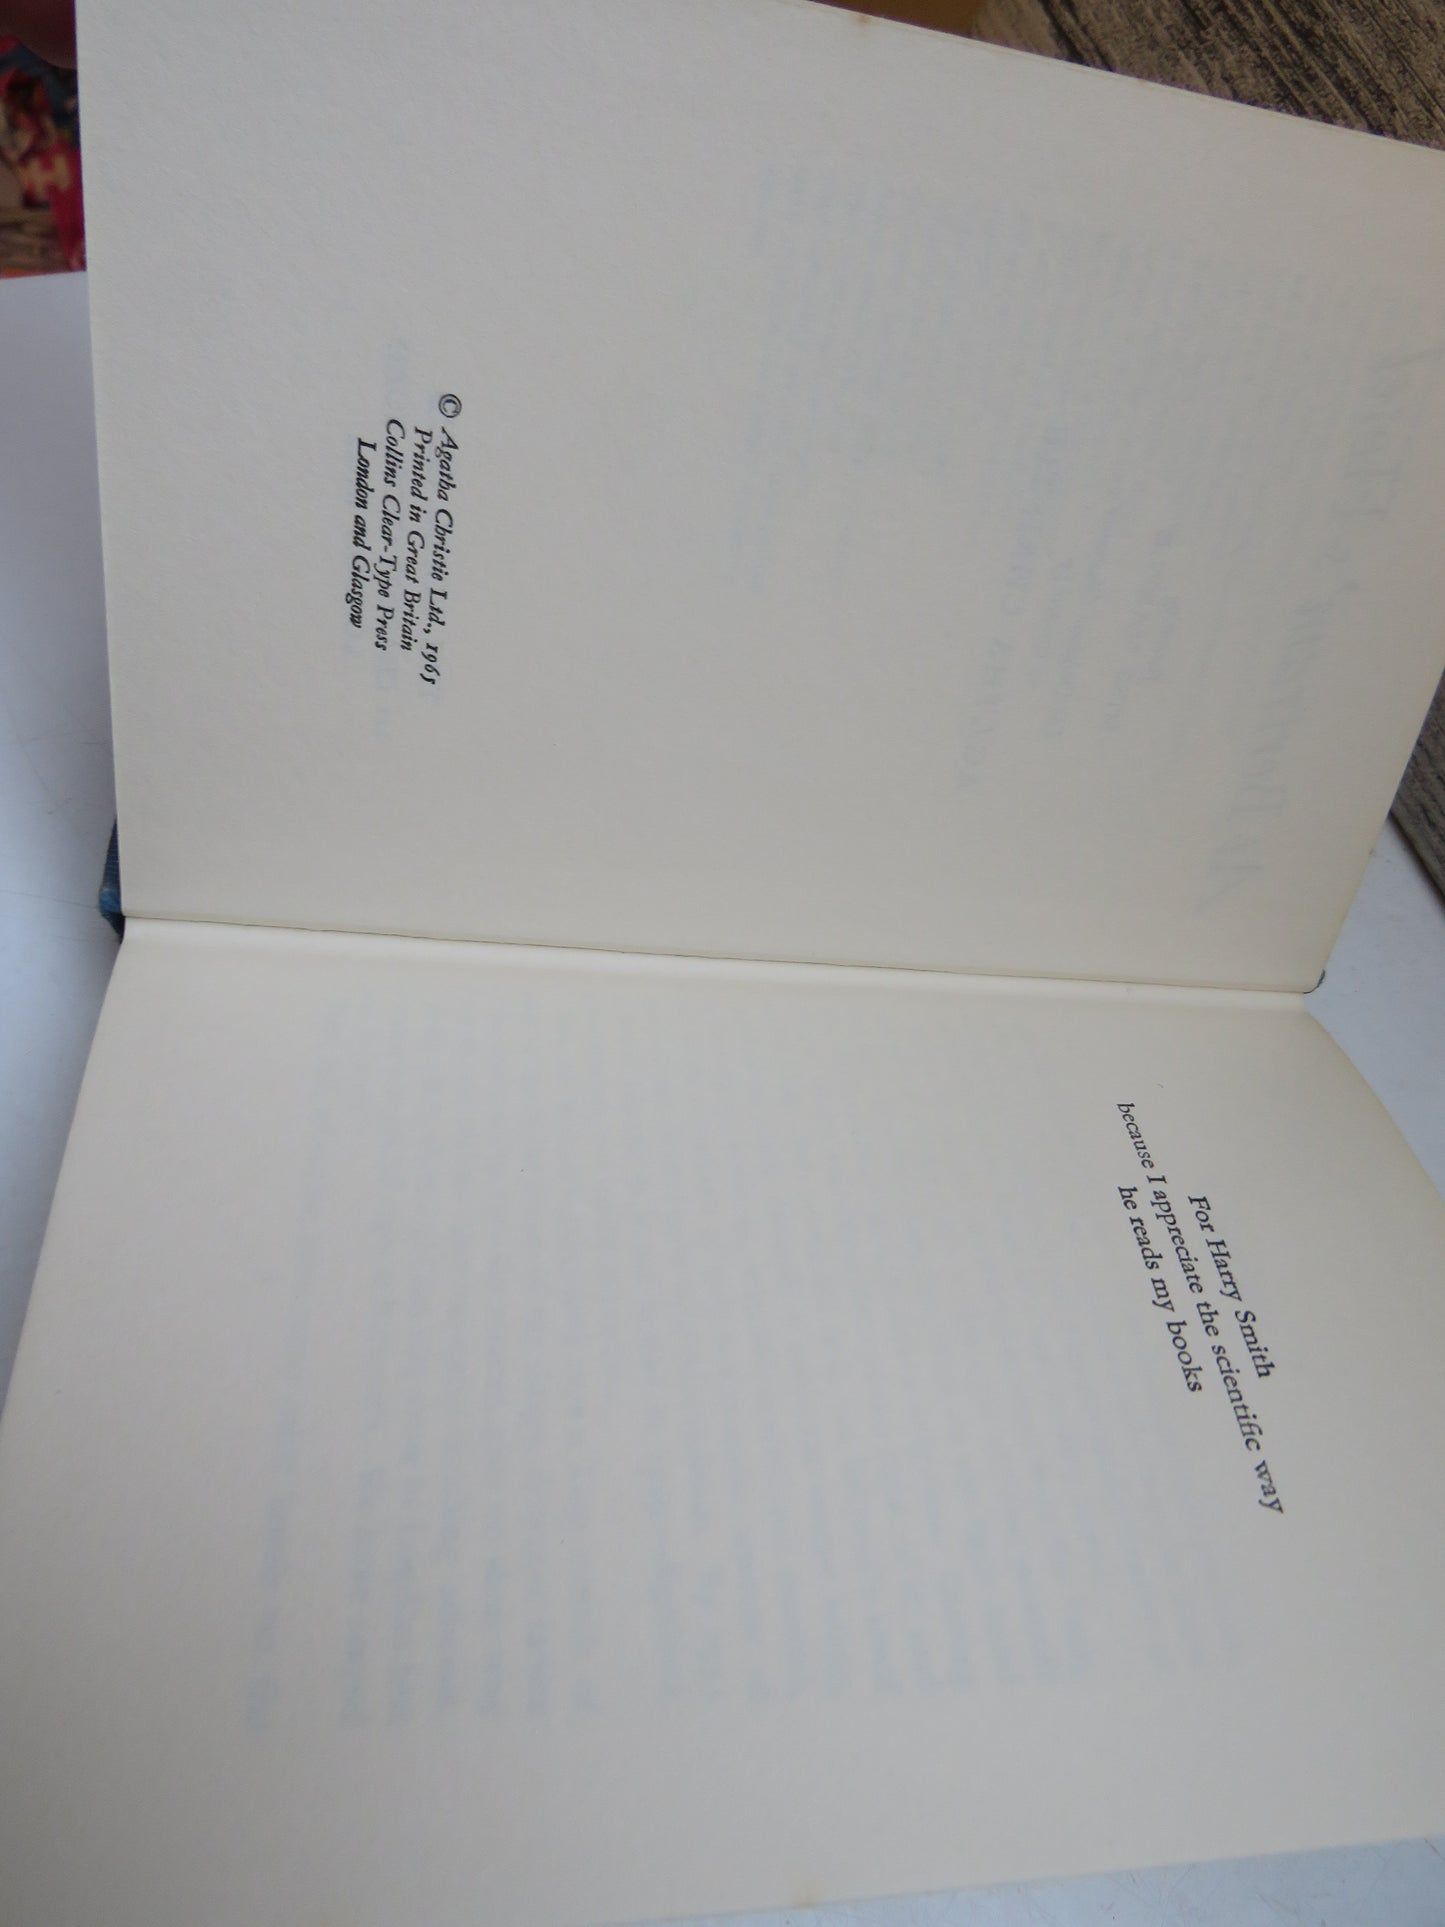 © Agatha Christie Ltd., 1965
Printed in Great Britain
Collins Clear-Type Press
London and Glasgow
For Harry Smith
because I appreciate the scientific way
he reads my books